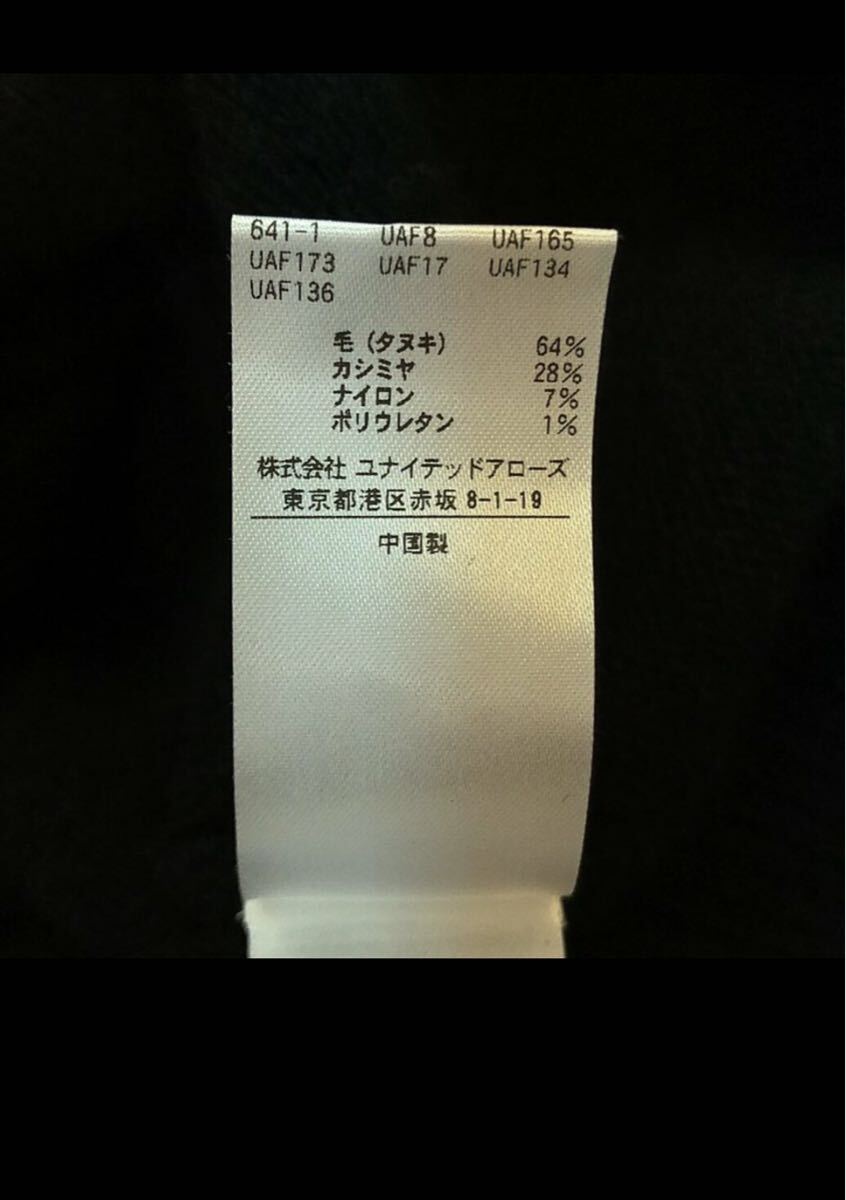 641-1 UAF8 UAF165
UAF173 UAF17 UAF134
UAF136
毛 (タヌキ) 64%
カシミヤ 28%
ナイロン 7%
ポリウレタン 1%
株式会社 ユナイテッドアローズ
東京都港区赤坂 8-1-19
中国製